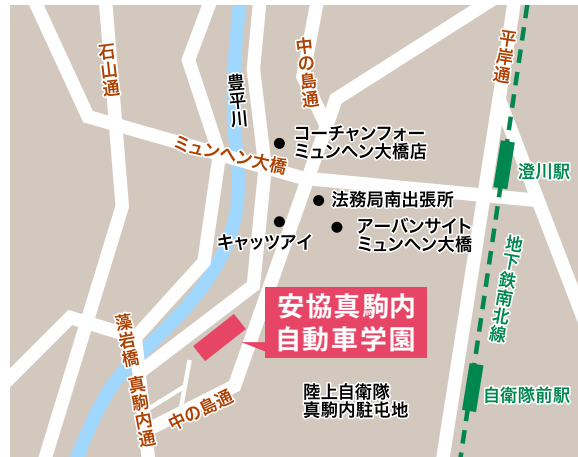 石山通
豊平川
中の島通
平岸通
コーチャンフォー
ミュンヘン大橋店
ミュンヘン大橋
澄川駅
法務局南出張所
キャッツアイ
アーバンサイト
ミュンヘン大橋
地下鉄南北線
安協真駒内
自動車学園
藻岩橋
真駒内通
中の島通
陸上自衛隊
真駒内駐屯地
自衛隊前駅